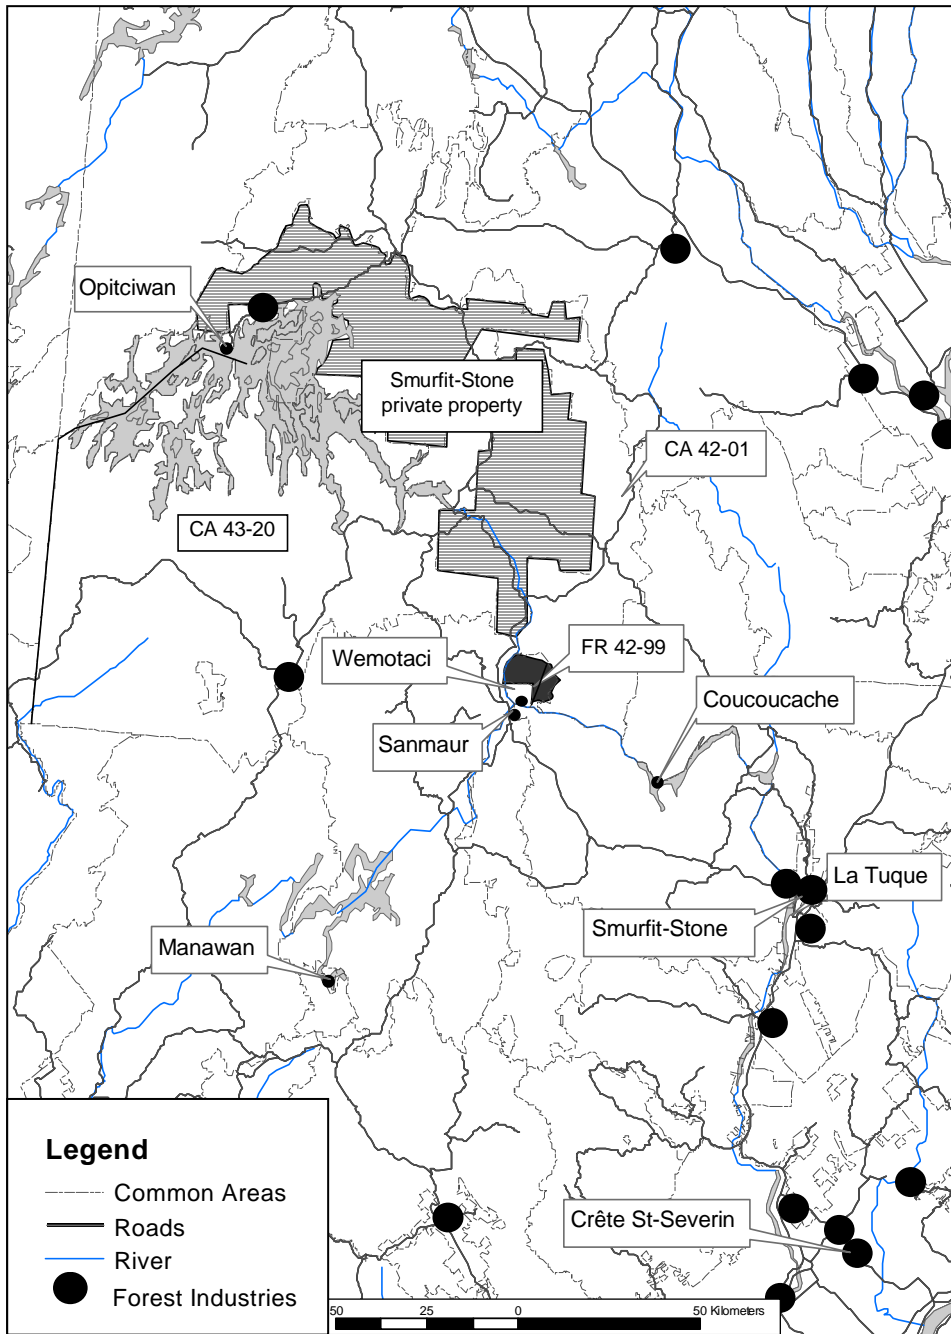 Opitciwan
Smurfit-Stone
private property
CA 42-01
CA 43-20
Wemotaci
FR 42-99
Coucoucache
Sanmaur
La Tuque
Smurfit-Stone
Manawan
Crête St-Severin
Legend
Common Areas
Roads
River
Forest Industries
50 25 0 50 Kilometers